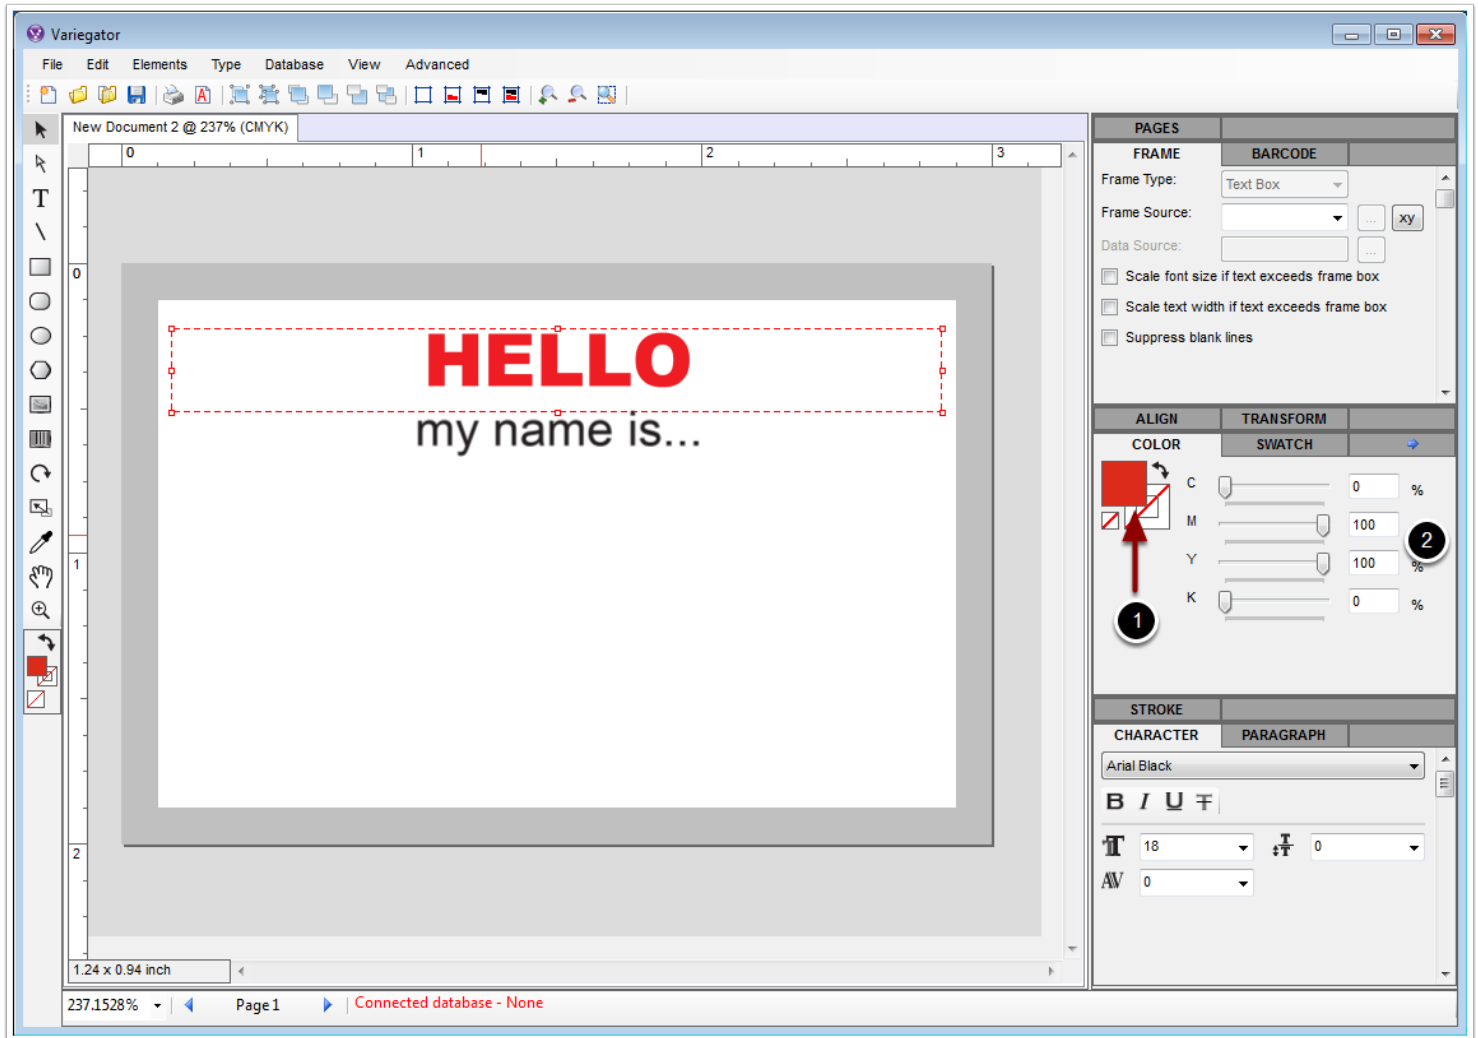 Variegator
File Edit Elements Type Database View Advanced
New Document 2 @ 237% (CMYK)
0 1 2 3
0
1
2
HELLO
my name is...
PAGES
FRAME BARCODE
Frame Type: Text Box
Frame Source: ... xy
Data Source: ...
Scale font size if text exceeds frame box
Scale text width if text exceeds frame box
Suppress blank lines
ALIGN TRANSFORM
COLOR SWATCH
C 0 %
M 100
Y 100 %
K 0 %
1
2
STROKE
CHARACTER PARAGRAPH
Arial Black
B I U T
T 18 T 0
AV 0
1.24 x 0.94 inch
237.1528% Page 1 Connected database - None